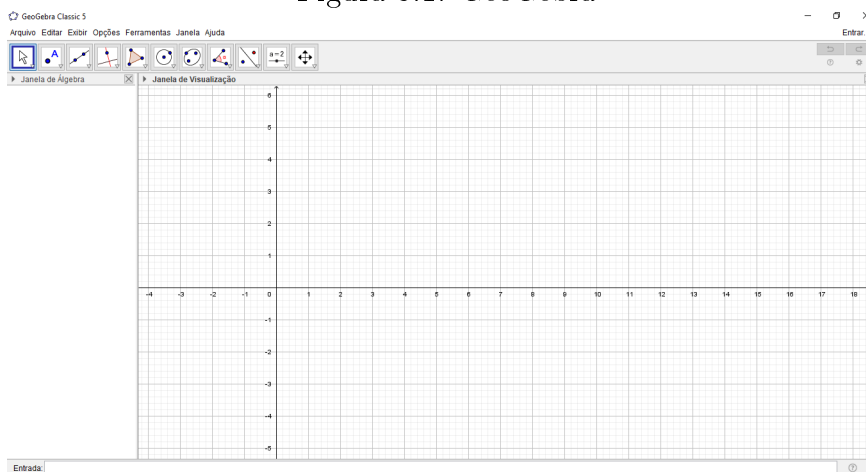 GeoGebra Classic 5
Arquivo Editar Exibir Opções Ferramentas Janela Ajuda
Entrar.
A
a=2
Janela de Álgebra
Janela de Visualização
6
5
4
3
2
1
-4 -3 -2 -1 0 1 2 3 4 5 6 7 8 9 10 11 12 13 14 15 16 17 18
-1
-2
-3
-4
-5
Entrada: